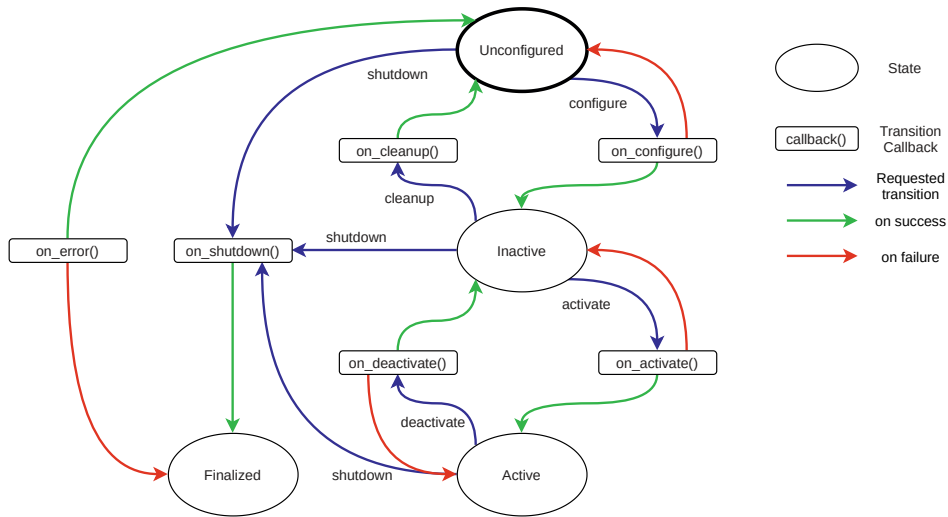 Unconfigured
State
shutdown
configure
callback()
Transition
Callback
on_cleanup()
on_configure()
Requested
transition
cleanup
on success
shutdown
on_error()
on_shutdown()
Inactive
on failure
activate
on_deactivate()
on_activate()
deactivate
Finalized
shutdown
Active